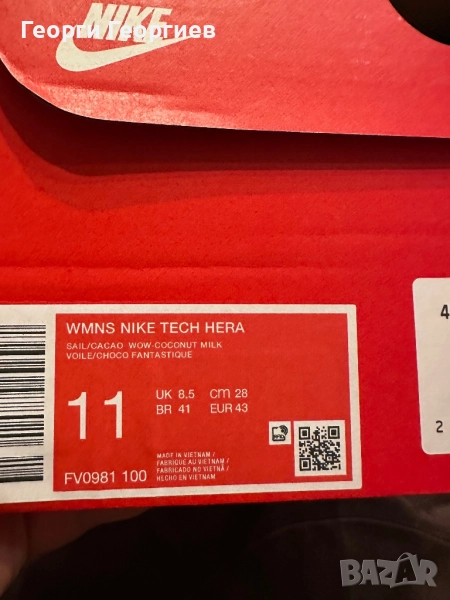 Георги Георгиев
NIKE
WMNS NIKE TECH HERA
SAIL/CACAO WOW-COCONUT MILK
VOILE/CHOCO FANTASTIQUE
11
UK 8.5 cm 28
BR 41 EUR 43
FV0981 100
MADE IN VIETNAM /
FABRIQUÉ AU VIETNAM /
FABRICADO NO VIETNÃ /
HECHO EN VIETNAM
4
2
BAZAR